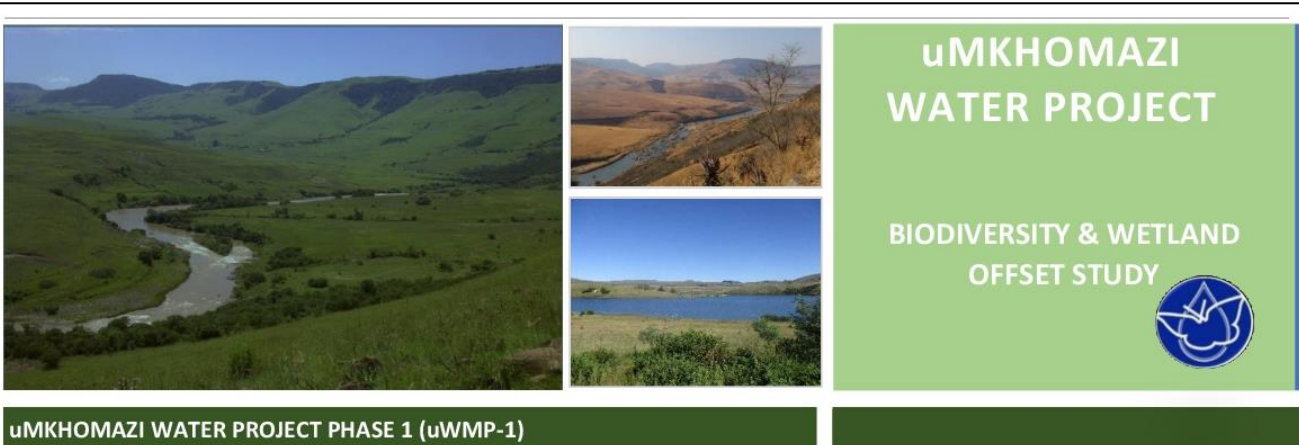 uMKHOMAZI
WATER PROJECT
BIODIVERSITY & WETLAND
OFFSET STUDY
uMKHOMAZI WATER PROJECT PHASE 1 (uWMP-1)